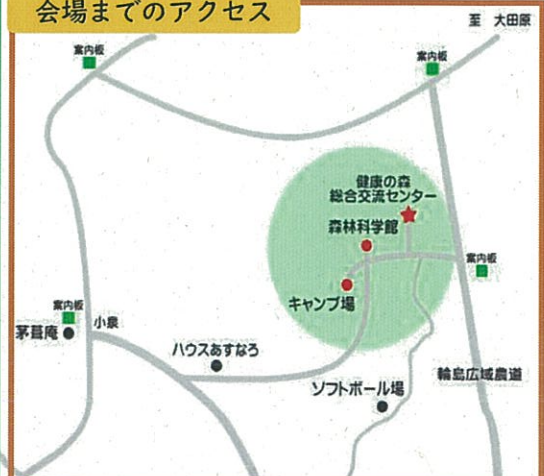 会場までのアクセス
至 大田原
案内板
案内板
健康の森
総合交流センター
森林科学館
案内板
キャンプ場
案内板
茅葺庵
小泉
ハウスあすなろ
輪島広域農道
ソフトボール場